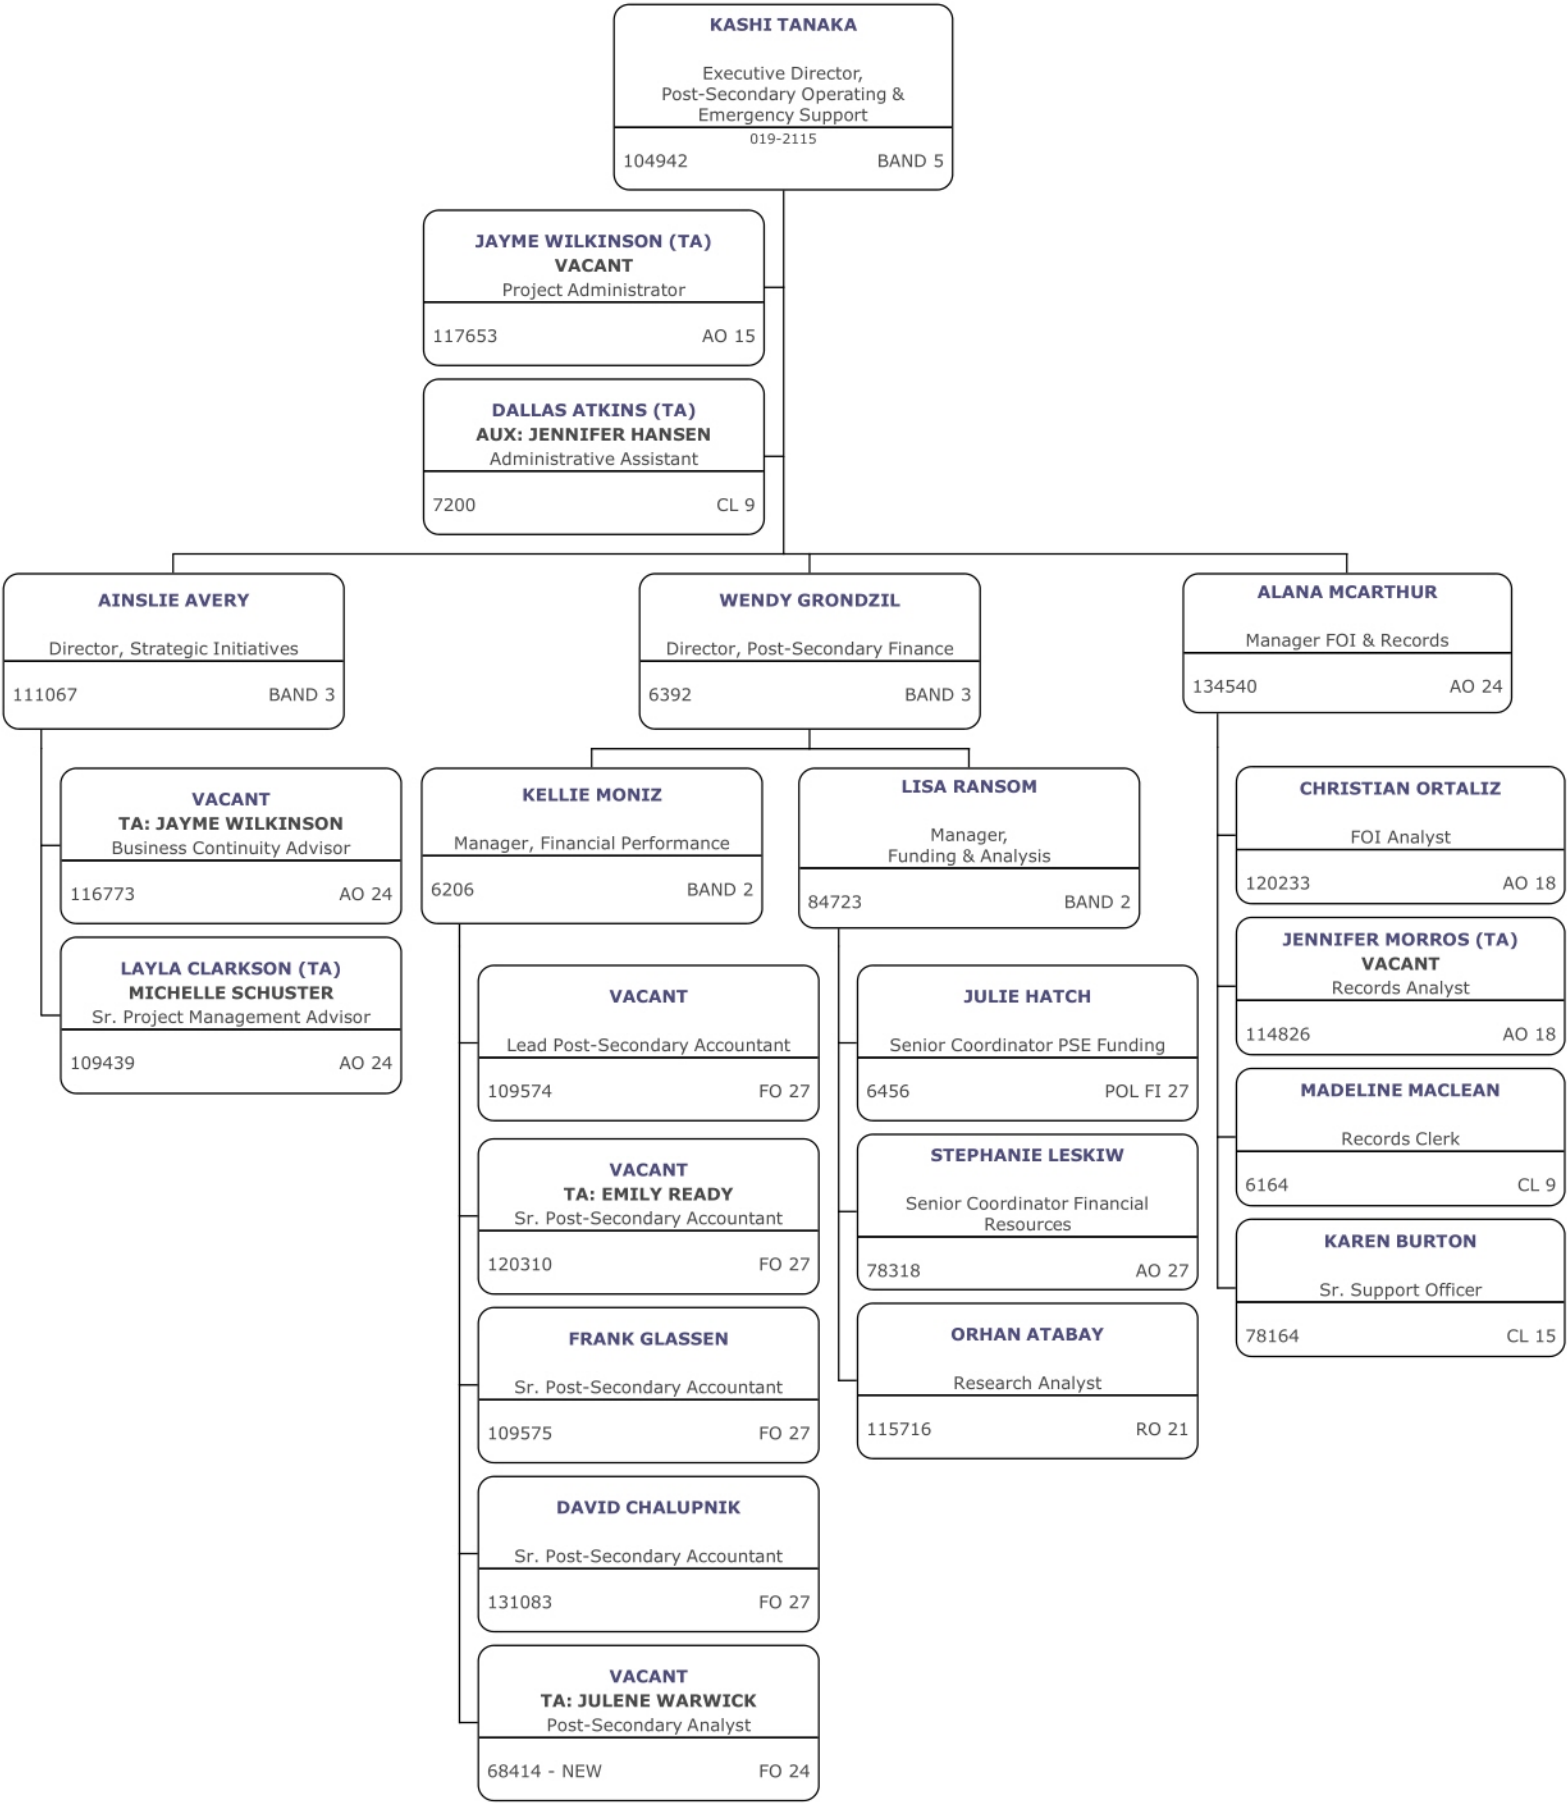 KASHI TANAKA
Executive Director,
Post-Secondary Operating &
Emergency Support
019-2115
104942 BAND 5
JAYME WILKINSON (TA)
VACANT
Project Administrator
117653 AO 15
DALLAS ATKINS (TA)
AUX: JENNIFER HANSEN
Administrative Assistant
7200 CL 9
AINSLIE AVERY
Director, Strategic Initiatives
111067 BAND 3
VACANT
TA: JAYME WILKINSON
Business Continuity Advisor
116773 AO 24
LAYLA CLARKSON (TA)
MICHELLE SCHUSTER
Sr. Project Management Advisor
109439 AO 24
WENDY GRONDZIL
Director, Post-Secondary Finance
6392 BAND 3
KELLIE MONIZ
Manager, Financial Performance
6206 BAND 2
VACANT
Lead Post-Secondary Accountant
109574 FO 27
VACANT
TA: EMILY READY
Sr. Post-Secondary Accountant
120310 FO 27
FRANK GLASSEN
Sr. Post-Secondary Accountant
109575 FO 27
DAVID CHALUPNIK
Sr. Post-Secondary Accountant
131083 FO 27
VACANT
TA: JULENE WARWICK
Post-Secondary Analyst
68414 - NEW FO 24
LISA RANSOM
Manager,
Funding & Analysis
84723 BAND 2
JULIE HATCH
Senior Coordinator PSE Funding
6456 POL FI 27
STEPHANIE LESKIW
Senior Coordinator Financial
Resources
78318 AO 27
ORHAN ATABAY
Research Analyst
115716 RO 21
ALANA MCARTHUR
Manager FOI & Records
134540 AO 24
CHRISTIAN ORTALIZ
FOI Analyst
120233 AO 18
JENNIFER MORROS (TA)
VACANT
Records Analyst
114826 AO 18
MADELINE MACLEAN
Records Clerk
6164 CL 9
KAREN BURTON
Sr. Support Officer
78164 CL 15